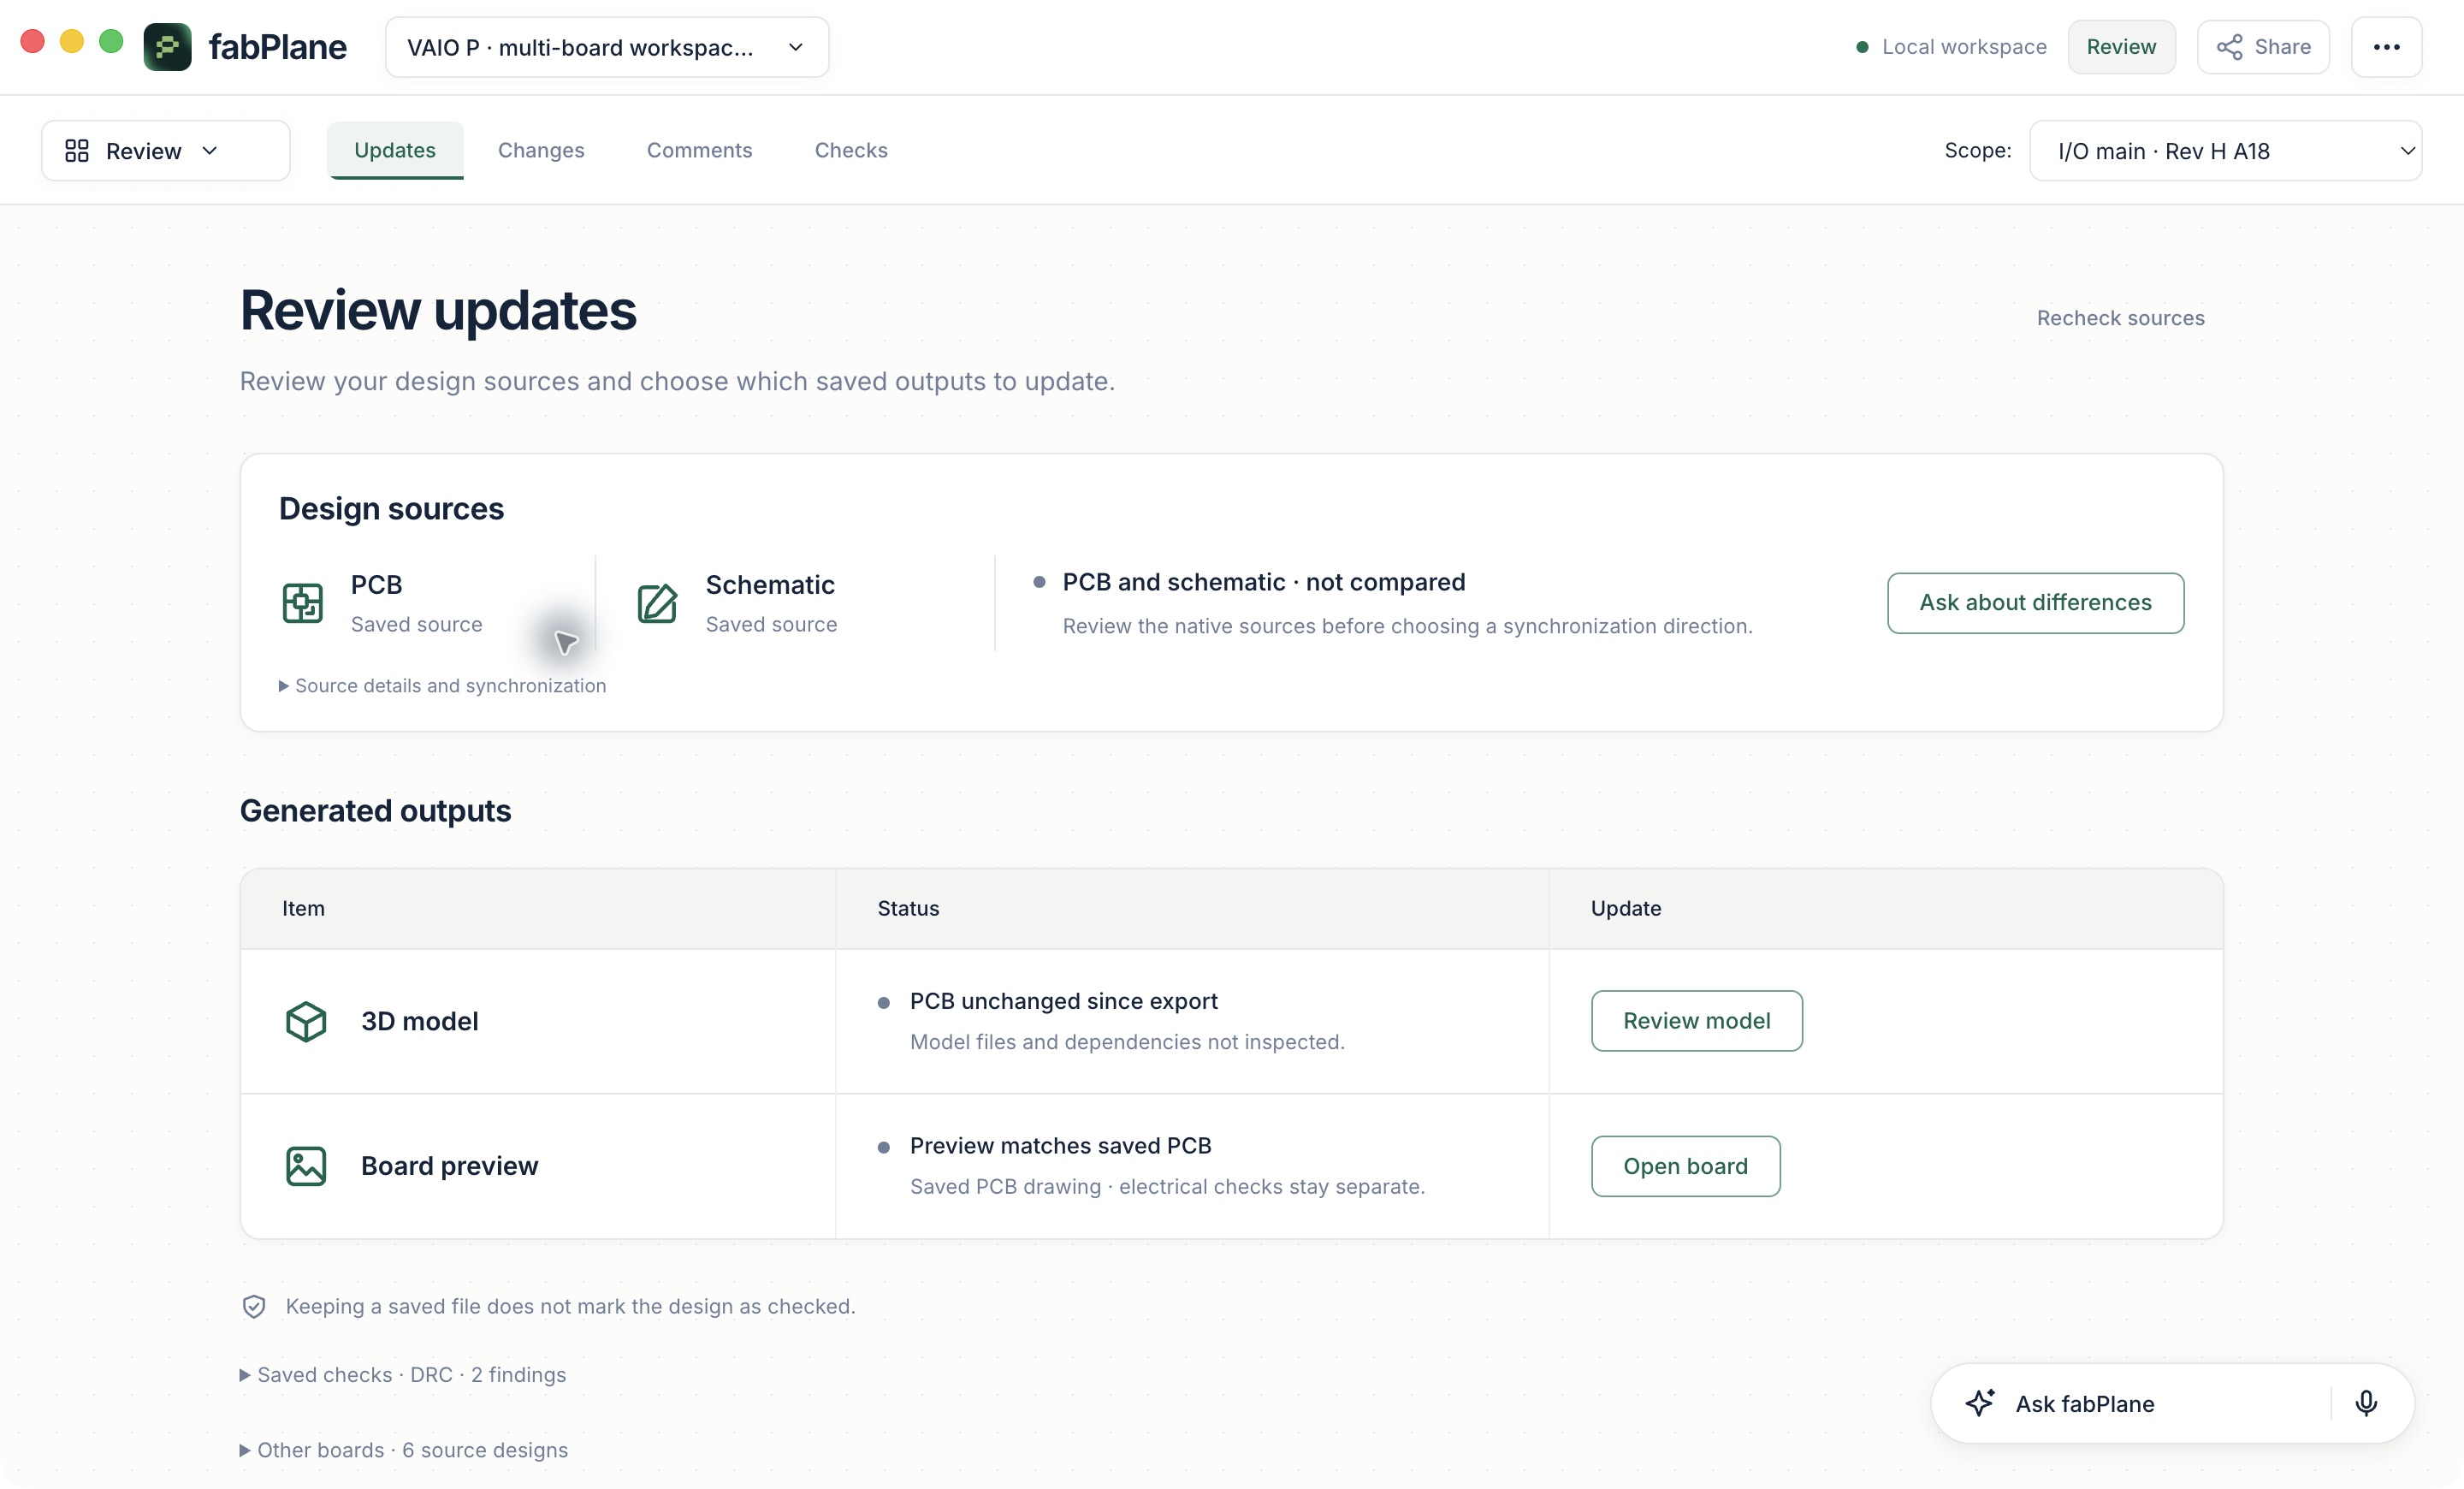 fabPlane
VAIO P · multi-board workspac...
Local workspace
Review
Share
Review
Updates
Changes
Comments
Checks
Scope:
I/O main · Rev H A18
Review updates
Recheck sources
Review your design sources and choose which saved outputs to update.
Design sources
PCB
Saved source
Schematic
Saved source
PCB and schematic · not compared
Review the native sources before choosing a synchronization direction.
Ask about differences
Source details and synchronization
Generated outputs
Item
Status
Update
3D model
PCB unchanged since export
Model files and dependencies not inspected.
Review model
Board preview
Preview matches saved PCB
Saved PCB drawing · electrical checks stay separate.
Open board
Keeping a saved file does not mark the design as checked.
Saved checks · DRC · 2 findings
Other boards · 6 source designs
Ask fabPlane